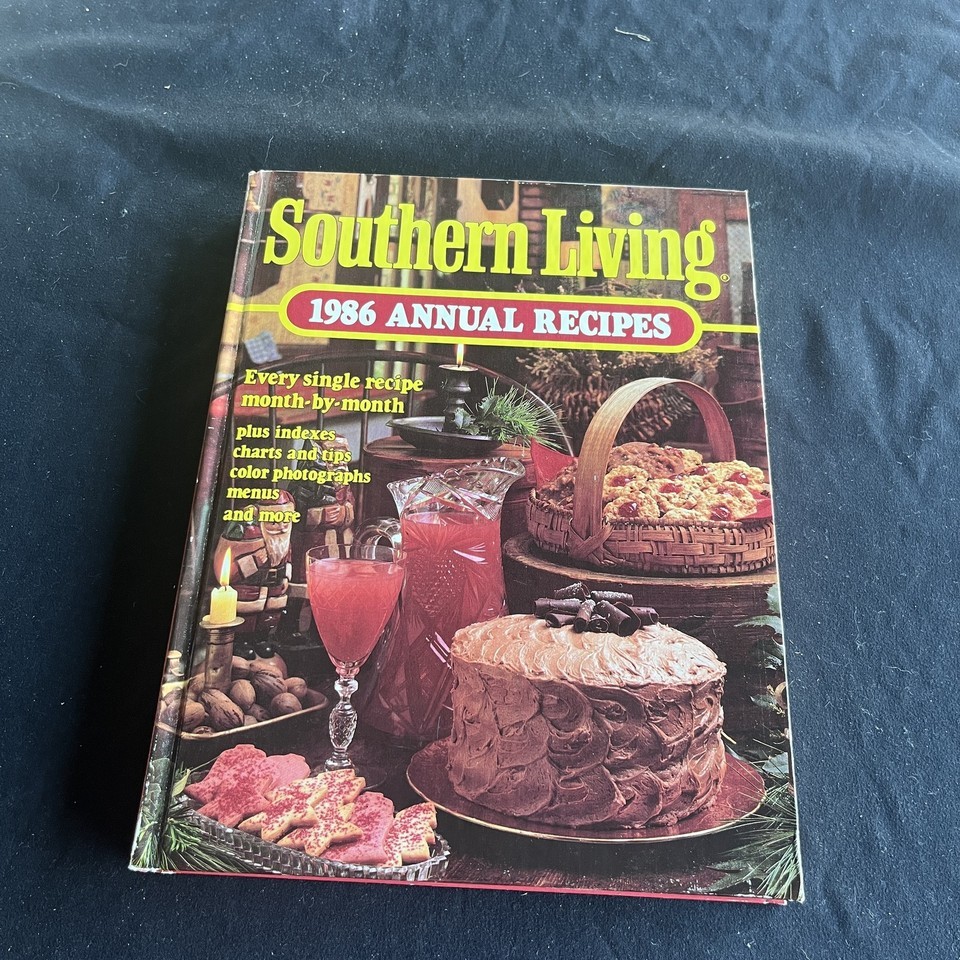 Southern Living®
1986 ANNUAL RECIPES
Every single recipe
month-by-month
plus indexes
charts and tips
color photographs
menus
and more